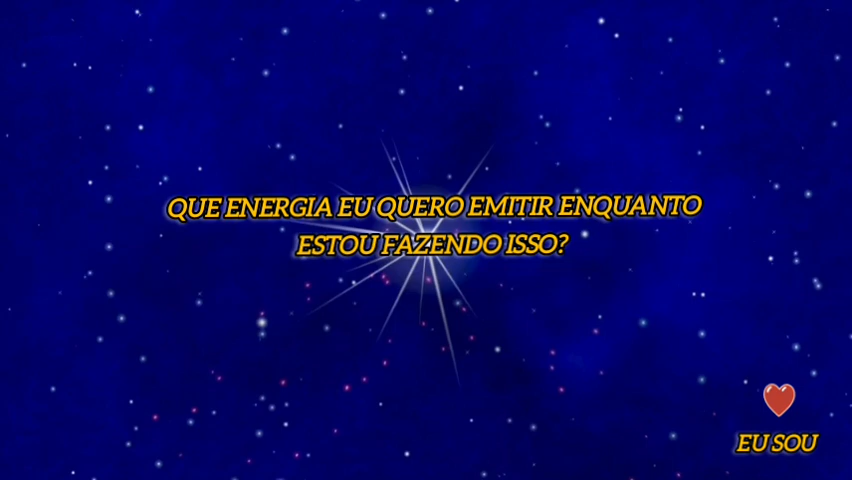 QUE ENERGIA EU QUERO EMITIR ENQUANTO
ESTOU FAZENDO ISSO?
EU SOU